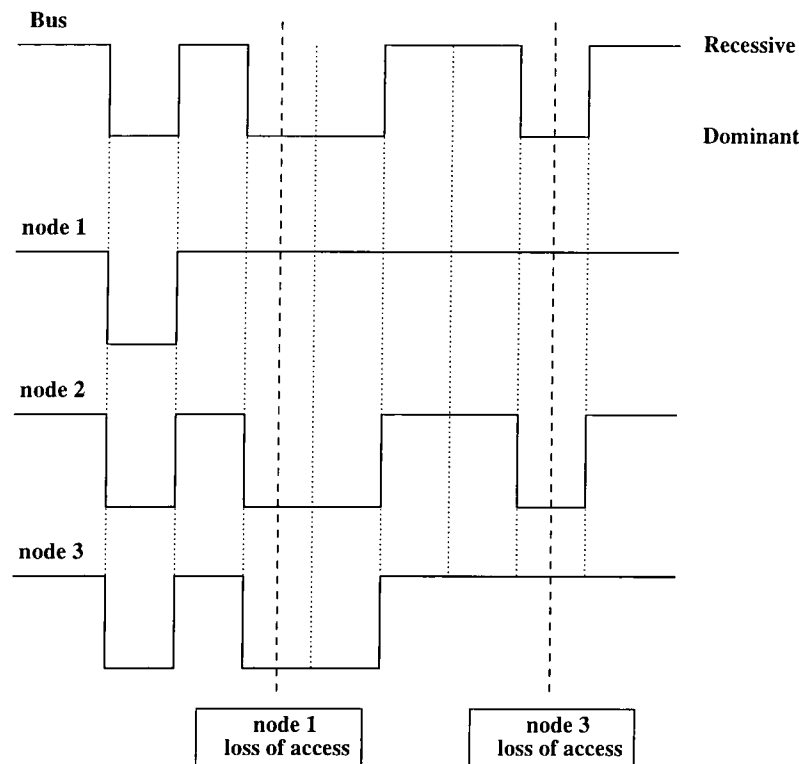 Bus
Recessive
Dominant
node 1
node 2
node 3
node 1
loss of access
node 3
loss of access